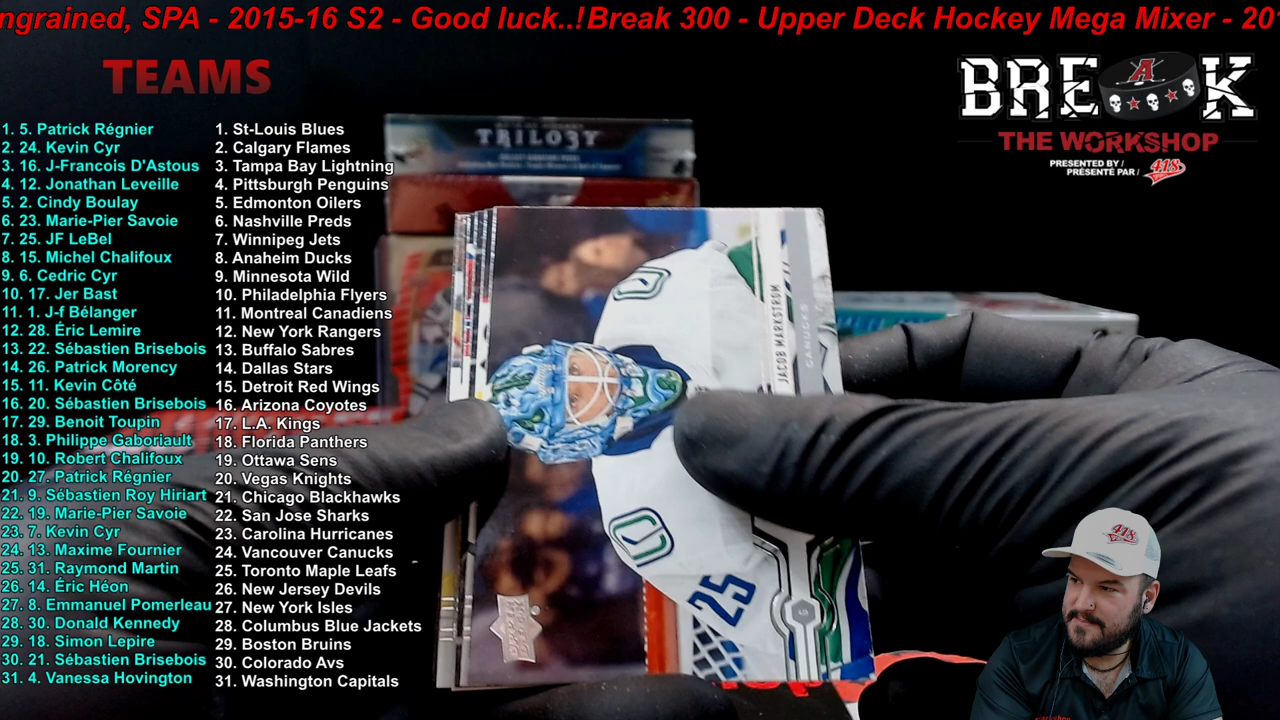 ngrained, SPA - 2015-16 S2 - Good luck..! Break 300 - Upper Deck Hockey Mega Mixer - 20
TEAMS
1. 5. Patrick Régnier
2. 24. Kevin Cyr
3. 16. J-Francois D'Astous
4. 12. Jonathan Leveille
5. 2. Cindy Boulay
6. 23. Marie-Pier Savoie
7. 25. JF LeBel
8. 15. Michel Chalifoux
9. 6. Cedric Cyr
10. 17. Jer Bast
11. 1. J-f Bélanger
12. 28. Éric Lemire
13. 22. Sébastien Brisebois
14. 26. Patrick Morency
15. 11. Kevin Côté
16. 20. Sébastien Brisebois
17. 29. Benoit Toupin
18. 3. Philippe Gaboriault
19. 10. Robert Chalifoux
20. 27. Patrick Régnier
21. 9. Sébastien Roy Hiriart
22. 19. Marie-Pier Savoie
23. 7. Kevin Cyr
24. 13. Maxime Fournier
25. 31. Raymond Martin
26. 14. Éric Héon
27. 8. Emmanuel Pomerleau
28. 30. Donald Kennedy
29. 18. Simon Lepire
30. 21. Sébastien Brisebois
31. 4. Vanessa Hovington
1. St-Louis Blues
2. Calgary Flames
3. Tampa Bay Lightning
4. Pittsburgh Penguins
5. Edmonton Oilers
6. Nashville Preds
7. Winnipeg Jets
8. Anaheim Ducks
9. Minnesota Wild
10. Philadelphia Flyers
11. Montreal Canadiens
12. New York Rangers
13. Buffalo Sabres
14. Dallas Stars
15. Detroit Red Wings
16. Arizona Coyotes
17. L.A. Kings
18. Florida Panthers
19. Ottawa Sens
20. Vegas Knights
21. Chicago Blackhawks
22. San Jose Sharks
23. Carolina Hurricanes
24. Vancouver Canucks
25. Toronto Maple Leafs
26. New Jersey Devils
27. New York Isles
28. Columbus Blue Jackets
29. Boston Bruins
30. Colorado Avs
31. Washington Capitals
TRILOGY
JACOB MARKSTROM
CANUCKS
25
G
BREAK
THE WORKSHOP
PRESENTED BY /
PRÉSENTÉ PAR /
418
418